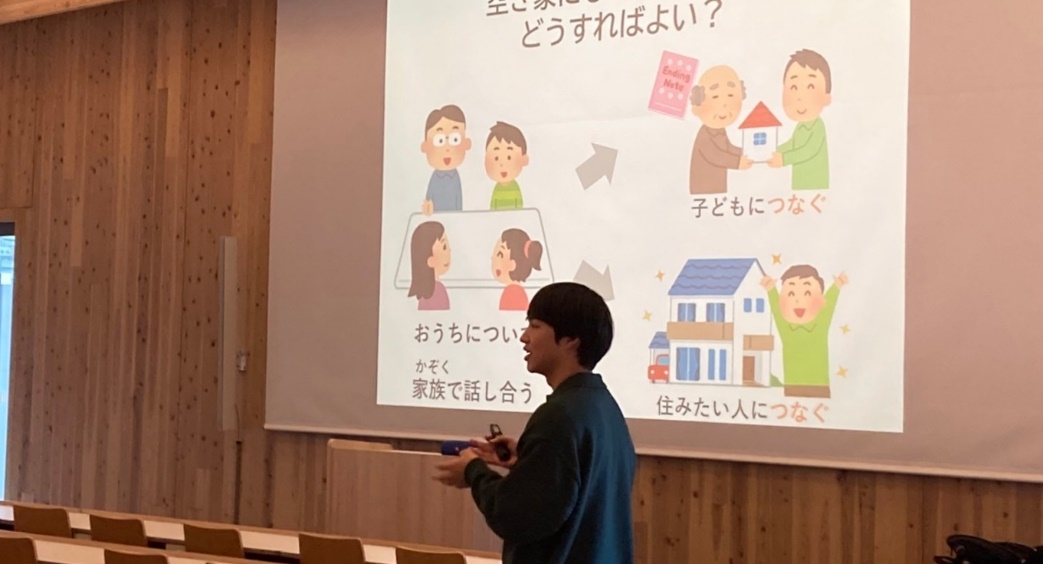 どうすればよい？
Ending
Note
子どもにつなぐ
おうちについ
かぞく
家族で話し合う
住みたい人につなぐ